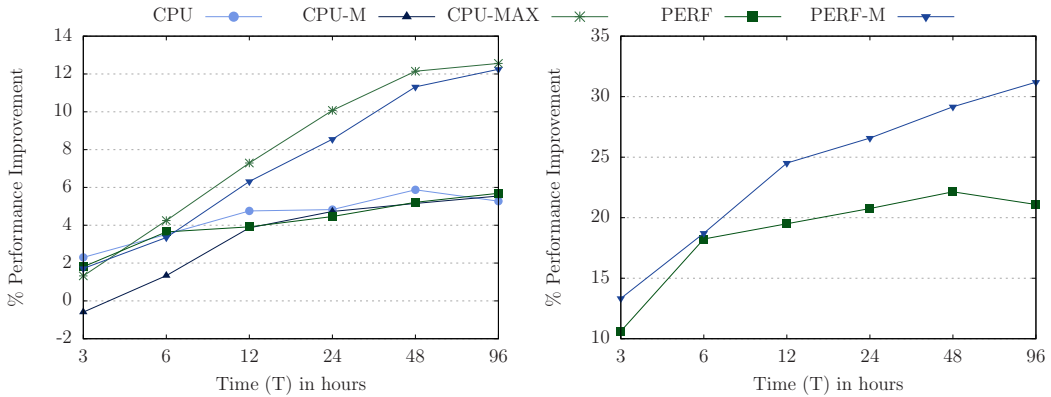 CPU CPU-M CPU-MAX PERF PERF-M
% Performance Improvement
14
12
10
8
6
4
2
0
-2
3 6 12 24 48 96
Time (T) in hours
% Performance Improvement
35
30
25
20
15
10
3 6 12 24 48 96
Time (T) in hours